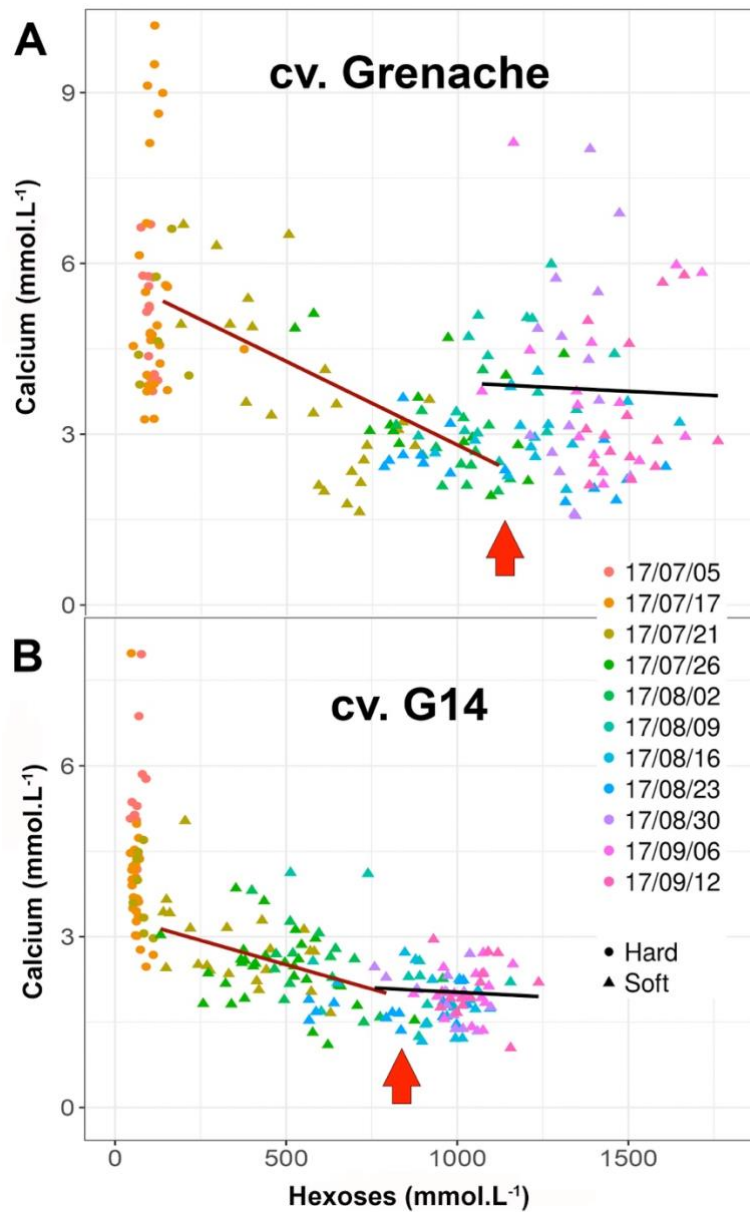 A
cv. Grenache
9
6
3
0
Calcium (mmol.L⁻¹)
17/07/05
17/07/17
17/07/21
17/07/26
17/08/02
17/08/09
17/08/16
17/08/23
17/08/30
17/09/06
17/09/12
Hard
Soft
B
cv. G14
6
3
0
Calcium (mmol.L⁻¹)
0 500 1000 1500
Hexoses (mmol.L⁻¹)